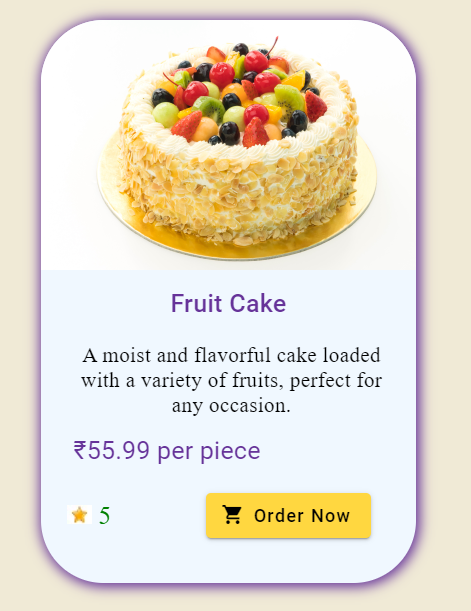 Fruit Cake
A moist and flavorful cake loaded
with a variety of fruits, perfect for
any occasion.
₹55.99 per piece
5
Order Now